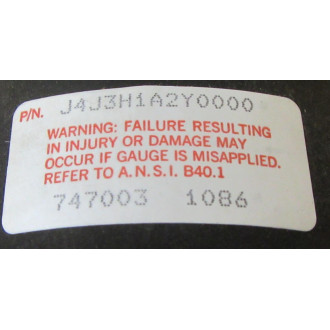 P/N. J4J3H1A2Y0000
WARNING: FAILURE RESULTING
IN INJURY OR DAMAGE MAY
OCCUR IF GAUGE IS MISAPPLIED.
REFER TO A.N.S.I. B40.1
747003 1086